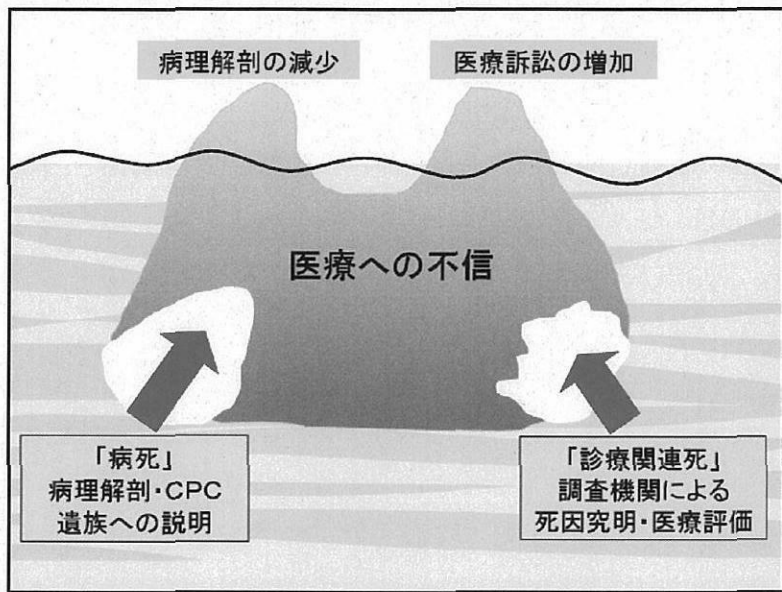 病理解剖の減少
医療訴訟の増加
医療への不信
「病死」
病理解剖・CPC
遺族への説明
「診療関連死」
調査機関による
死因究明・医療評価